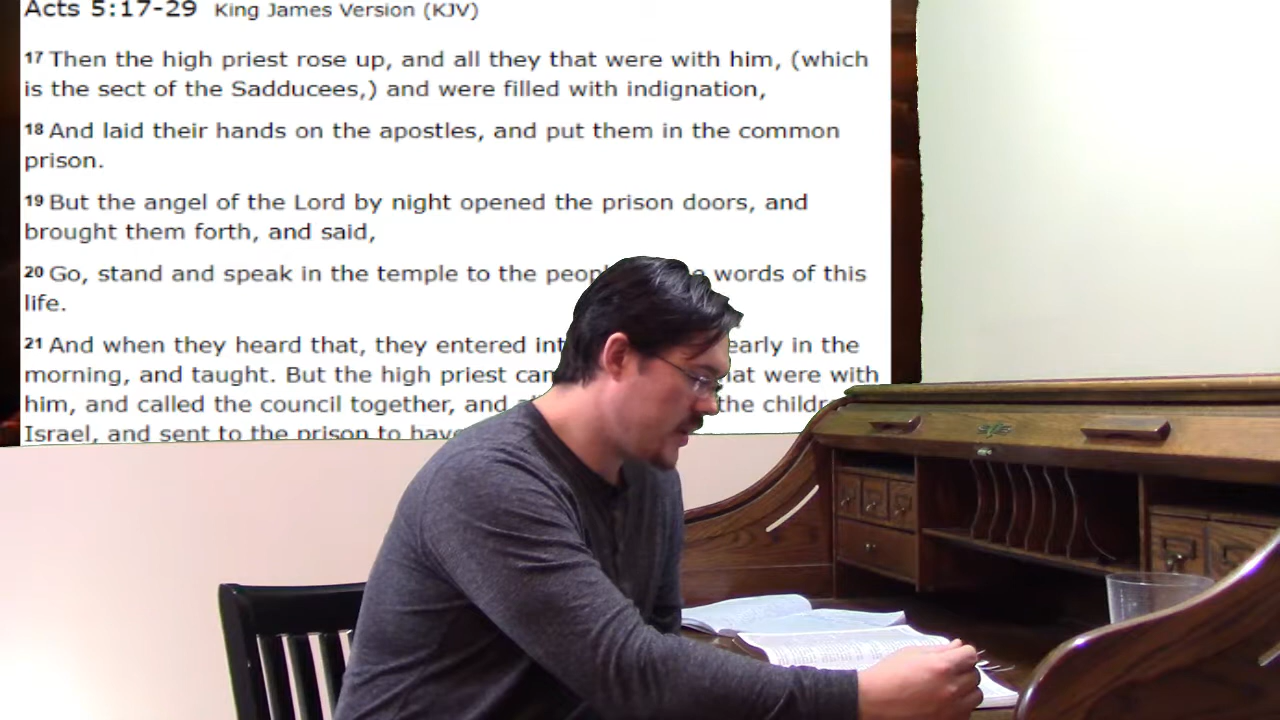 Acts 5:17-29 King James Version (KJV)
17 Then the high priest rose up, and all they that were with him, (which
is the sect of the Sadducees,) and were filled with indignation,
18 And laid their hands on the apostles, and put them in the common
prison.
19 But the angel of the Lord by night opened the prison doors, and
brought them forth, and said,
20 Go, stand and speak in the temple to the words of this
life.
21 And when they heard that, they entered early in the
morning, and taught. But the high priest were with
him, and called the council together, and the
Israel, and sent to the prison to